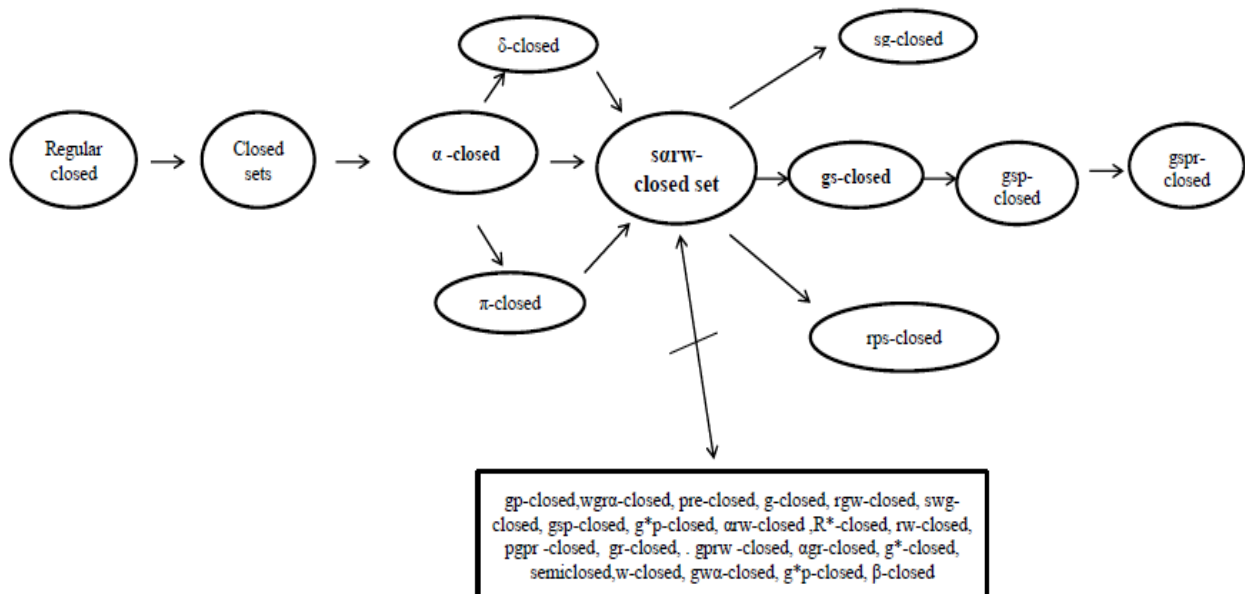 δ-closed
sg-closed
Regular
closed
Closed
sets
α -closed
sαrw-
closed set
gs-closed
gsp-
closed
gspr-
closed
π-closed
rps-closed
gp-closed,wgrα-closed, pre-closed, g-closed, rgw-closed, swg-
closed, gsp-closed, g*p-closed, αrw-closed ,R*-closed, rw-closed,
pgpr -closed, gr-closed, . gprw -closed, αgr-closed, g*-closed,
semiclosed,w-closed, gwα-closed, g*p-closed, β-closed